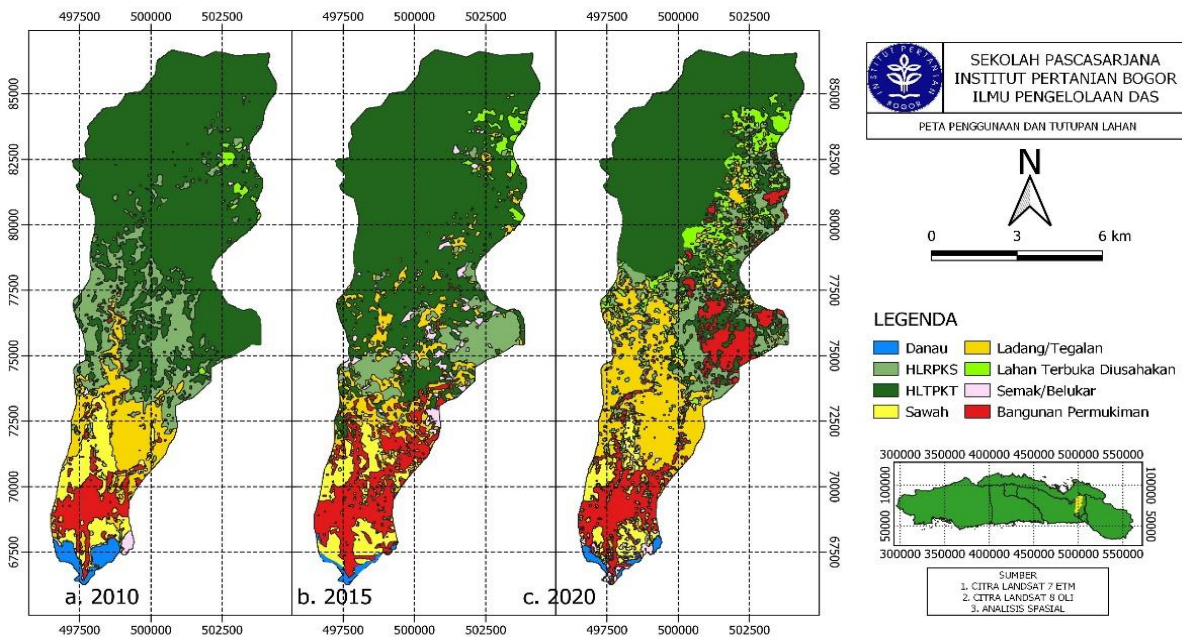 497500 500000 502500 497500 500000 502500 497500 500000 502500
85000
82500
80000
77500
75000
72500
70000
67500
a. 2010
b. 2015
c. 2020
497500 500000 502500 497500 500000 502500 497500 500000 502500
85000
82500
80000
77500
75000
72500
70000
67500
INSTITUT PERTANIAN
BOGOR
SEKOLAH PASCASARJANA
INSTITUT PERTANIAN BOGOR
ILMU PENGELOLAAN DAS
PETA PENGGUNAAN DAN TUTUPAN LAHAN
N
0 3 6 km
LEGENDA
Danau
HLRPKS
HLTPKT
Sawah
Ladang/Tegalan
Lahan Terbuka Diusahakan
Semak/Belukar
Bangunan Permukiman
300000 350000 400000 450000 500000 550000
100000
50000
100000
50000
300000 350000 400000 450000 500000 550000
SUMBER
1. CITRA LANDSAT 7 ETM
2. CITRA LANDSAT 8 OLI
3. ANALISIS SPASIAL